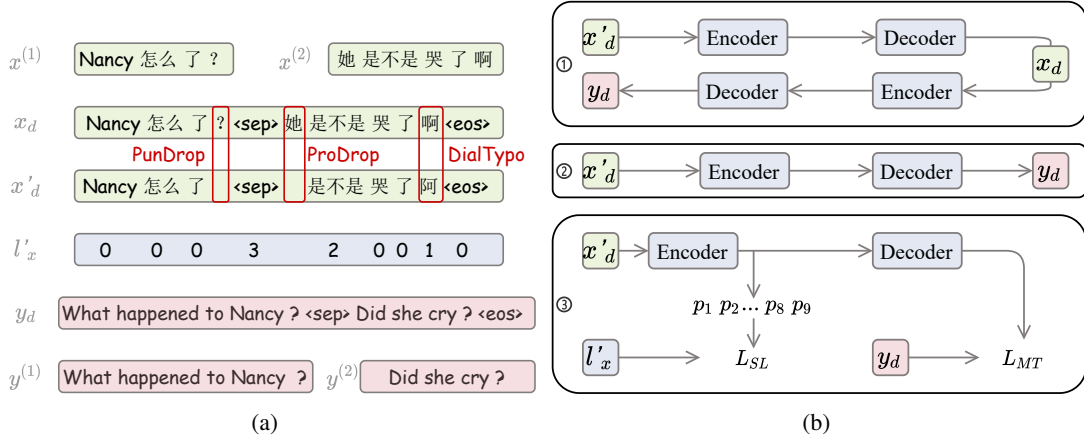 x^(1) Nancy 怎么 了 ? x^(2) 她 是不是 哭 了 啊
x_d Nancy 怎么 了 ? <sep> 她 是不是 哭 了 啊 <eos>
PunDrop ProDrop DialTypo
x'_d Nancy 怎么 了 <sep> 是不是 哭 了 阿 <eos>
l'_x 0 0 0 3 2 0 0 1 0
y_d What happened to Nancy ? <sep> Did she cry ? <eos>
y^(1) What happened to Nancy ? y^(2) Did she cry ?
(a)
① x'_d Encoder Decoder x_d
y_d Decoder Encoder
② x'_d Encoder Decoder y_d
③ x'_d Encoder Decoder
p_1 p_2 ... p_8 p_9
l'_x L_SL y_d L_MT
(b)